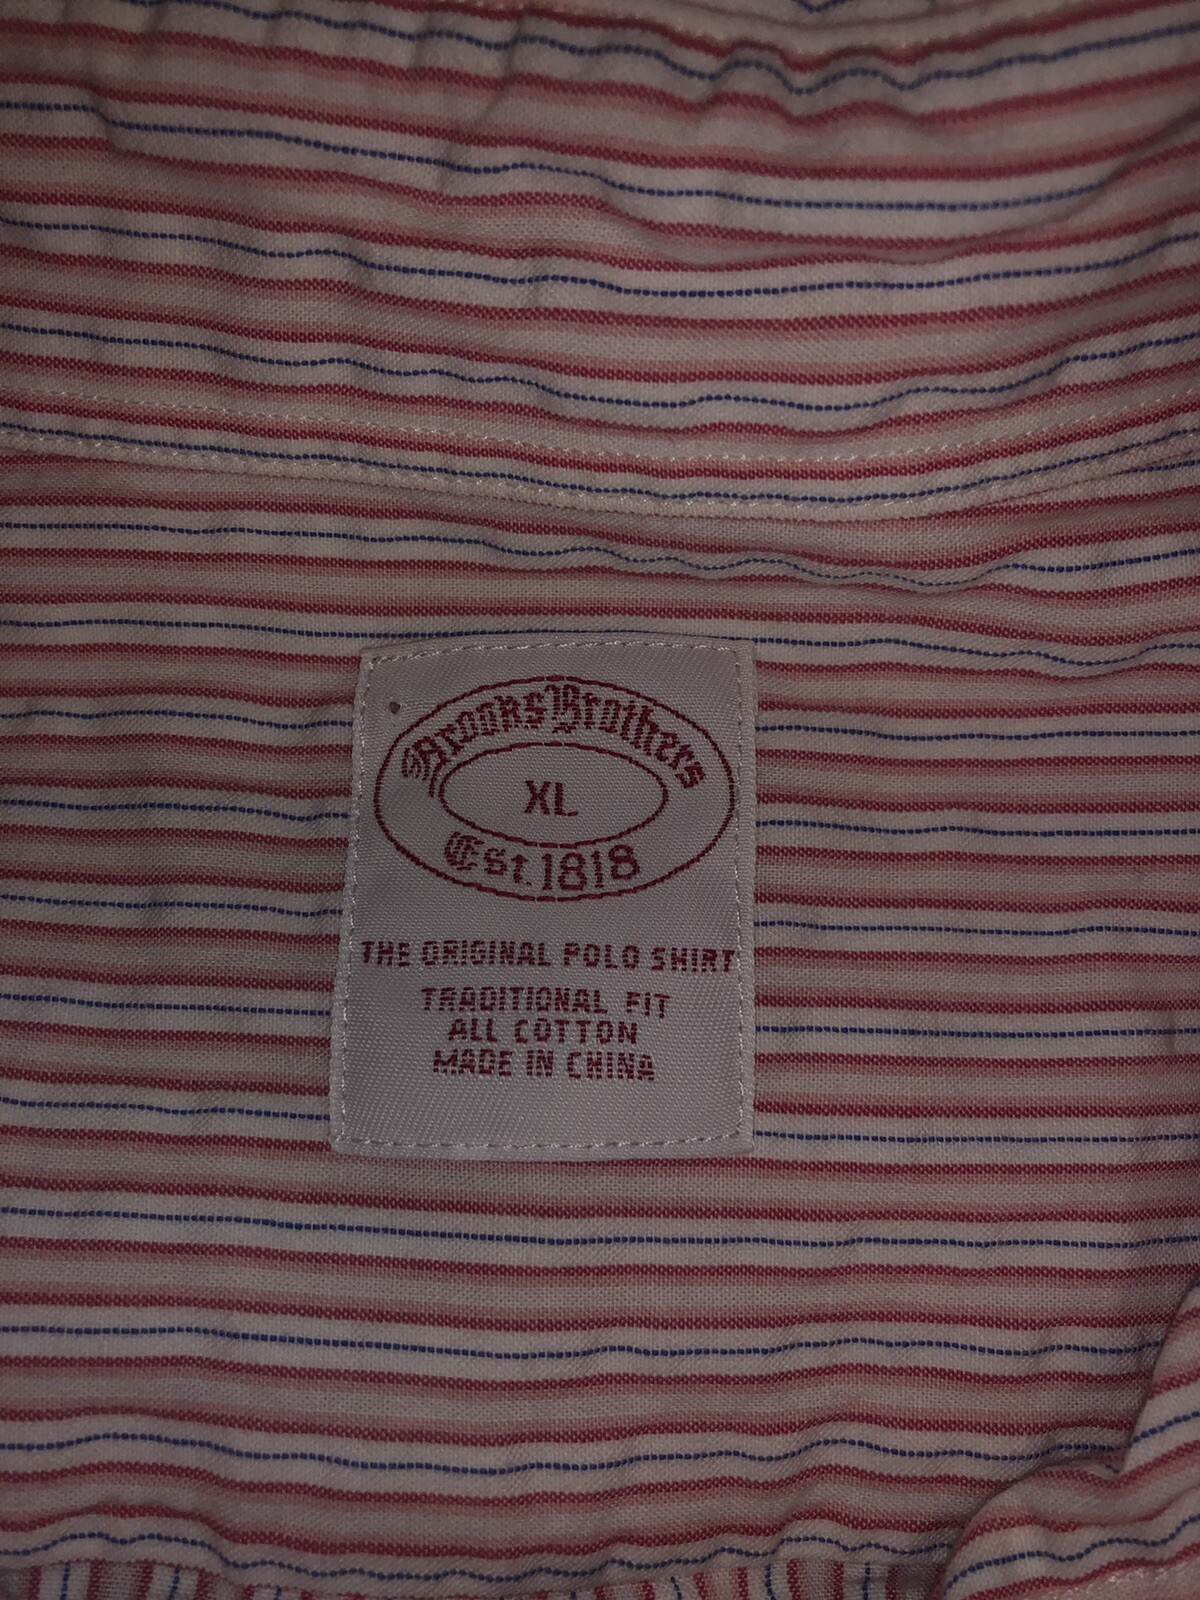 Brooks Brothers
XL
Est. 1818
THE ORIGINAL POLO SHIRT
TRADITIONAL FIT
ALL COTTON
MADE IN CHINA